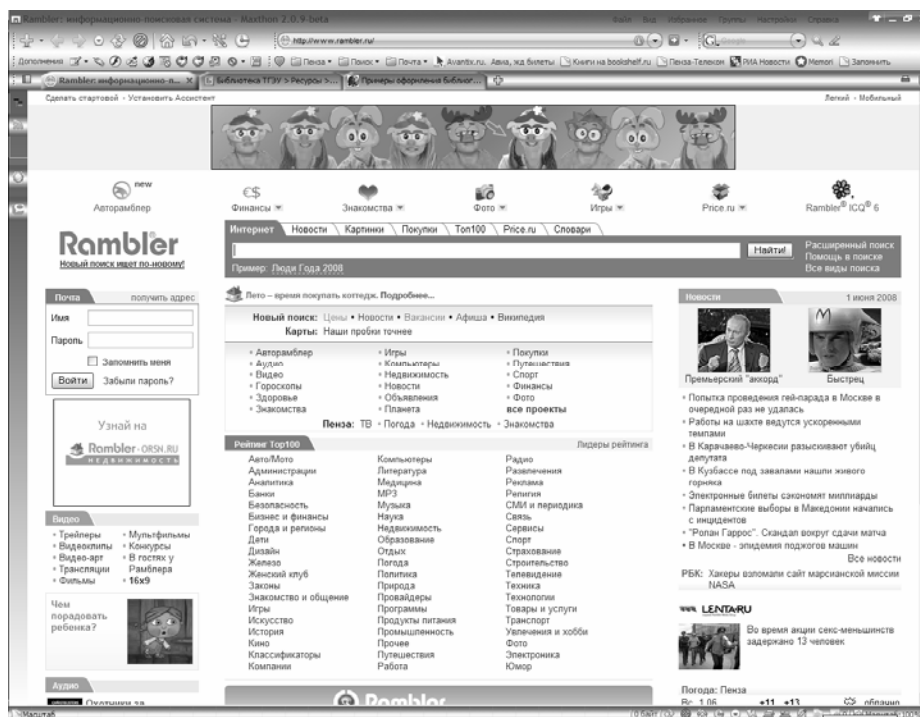 Rambler: информационно-поисковая система - Maxthon 2.0.9 beta
Файл Вид Избранное Группы Настройки Справка
http://www.rambler.ru/
Google
Дополнения Пенза Поиск Почта Avantix.ru. Авиа, жд билеты Книги на bookshelf.ru Пенза-Телеком РИА Новости Memori Запомнить
Rambler: информационно-п... X Библиотека ТГЭУ > Ресурсы >... Примеры оформления библиог...
Сделать стартовой - Установить Ассистент
Легкий - Мобильный
new
Авторамблер Финансы Знакомства Фото Игры Price.ru Rambler® ICQ® 6
Rambler
Новый поиск ищет по-новому!
Интернет Новости Картинки Покупки Топ100 Price.ru Словари
Найти!
Расширенный поиск
Помощь в поиске
Все виды поиска
Пример: Люди Года 2008
Почта получить адрес
Имя
Пароль
Запомнить меня
Войти Забыли пароль?
Узнай на
Rambler-ORSN.RU
НЕДВИЖИМОСТЬ
Видео
Трейлеры
Видеоклипы
Видео-арт
Трансляции
Фильмы
Мультфильмы
Конкурсы
В гостях у
Рамблера
16x9
Чем
порадовать
ребенка?
Аудио
Охотники за
Лето – время покупать коттедж. Подробнее...
Новый поиск: Цены • Новости • Вакансии • Афиша • Википедия
Карты: Наши пробки точнее
Авторамблер
Аудио
Видео
Гороскопы
Здоровье
Знакомства
Игры
Компьютеры
Недвижимость
Новости
Объявления
Планета
Покупки
Путешествия
Спорт
Финансы
Фото
все проекты
Пенза: ТВ Погода Недвижимость Знакомства
Рейтинг Top100 Лидеры рейтинга
Авто/Мото
Администрации
Аналитика
Банки
Безопасность
Бизнес и финансы
Города и регионы
Дети
Дизайн
Железо
Женский клуб
Законы
Знакомство и общение
Игры
Искусство
История
Кино
Классификаторы
Компании
Компьютеры
Литература
Медицина
MP3
Музыка
Наука
Недвижимость
Образование
Отдых
Погода
Политика
Природа
Провайдеры
Программы
Продукты питания
Промышленность
Прочее
Путешествия
Работа
Радио
Развлечения
Реклама
Религия
СМИ и периодика
Связь
Сервисы
Спорт
Страхование
Строительство
Телевидение
Техника
Технологии
Товары и услуги
Транспорт
Увлечения и хобби
Фото
Электроника
Юмор
Rambler
Новости 1 июня 2008
Премьерский "аккорд" Быстрец
Попытка проведения гей-парада в Москве в
очередной раз не удалась
Работы на шахте ведутся ускоренными
темпами
В Карачаево-Черкесии разыскивают убийц
депутата
В Кузбассе под завалами нашли живого
горняка
Электронные билеты сэкономят миллиарды
Парламентские выборы в Македонии начались
с инцидентов
"Ролан Гаррос". Скандал вокруг сдачи матча
В Москве - эпидемия поджогов машин
Все новости
РБК: Хакеры взломали сайт марсианской миссии
NASA
LENTA.RU
Во время акции секс-меньшинств
задержано 13 человек
Погода: Пенза
Вс, 1.06 +11 +13 облачно
Масштаб